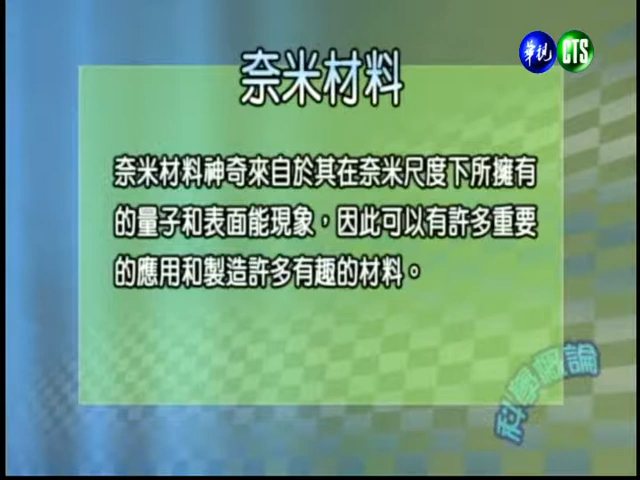 華視 CTS
奈米材料
奈米材料神奇來自於其在奈米尺度下所擁有
的量子和表面能現象，因此可以有許多重要
的應用和製造許多有趣的材料。
科學概論